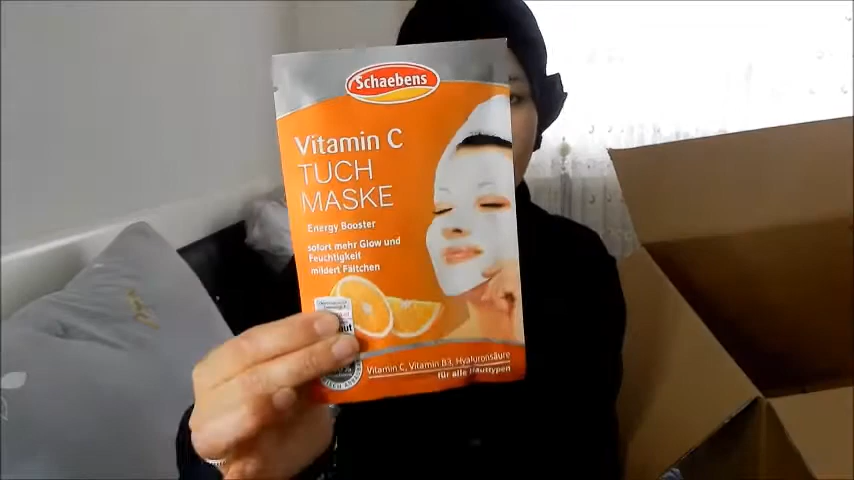 Schaebens
Vitamin C
TUCH
MASKE
Energy Booster
sofort mehr Glow und
Feuchtigkeit
mildert Fältchen
Vitamin C, Vitamin B3, Hyaluronsäure
für alle Hauttypen